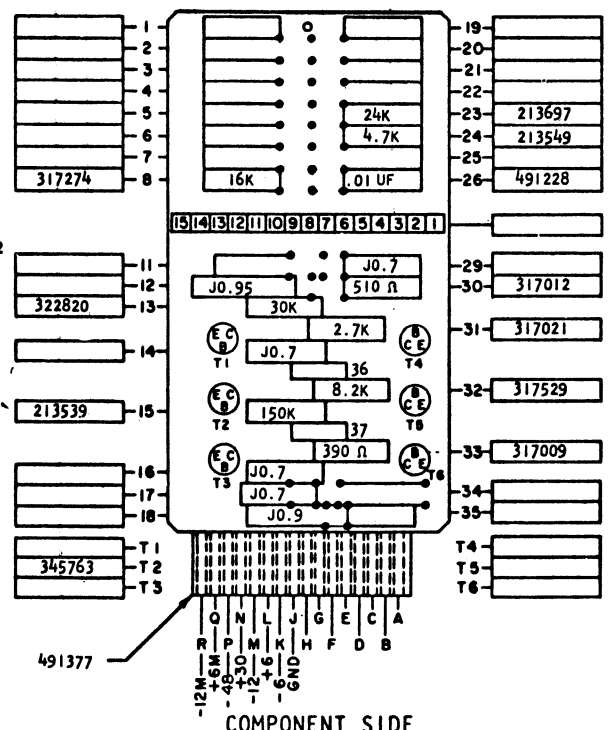 1 O 19
2 20
3 21
4 22
5 24K 23 213697
6 4.7K 24 213549
7 25
317274 8 16K .01 UF 26 491228
15 14 13 12 11 10 9 8 7 6 5 4 3 2 1
11 J0.7 29
12 J0.95 510 Ω 30 317012
322820 13 30K
2.7K 31 317021
E C B B C E
14 J0.7
T1 36 T4
8.2K 32 317529
E C B B C E
213539 15 150K
T2 37 T5
390 Ω 33 317009
E C B B C E
16 J0.7
T3 T6
17 J0.7 34
18 J0.9 35
T1 T4
345763 T2 T5
T3 T6
Q N L J G E C A
R P M K H F D B
491377
-12M +6M -48 +30 -12 +6 -6 GND
COMPONENT SIDE